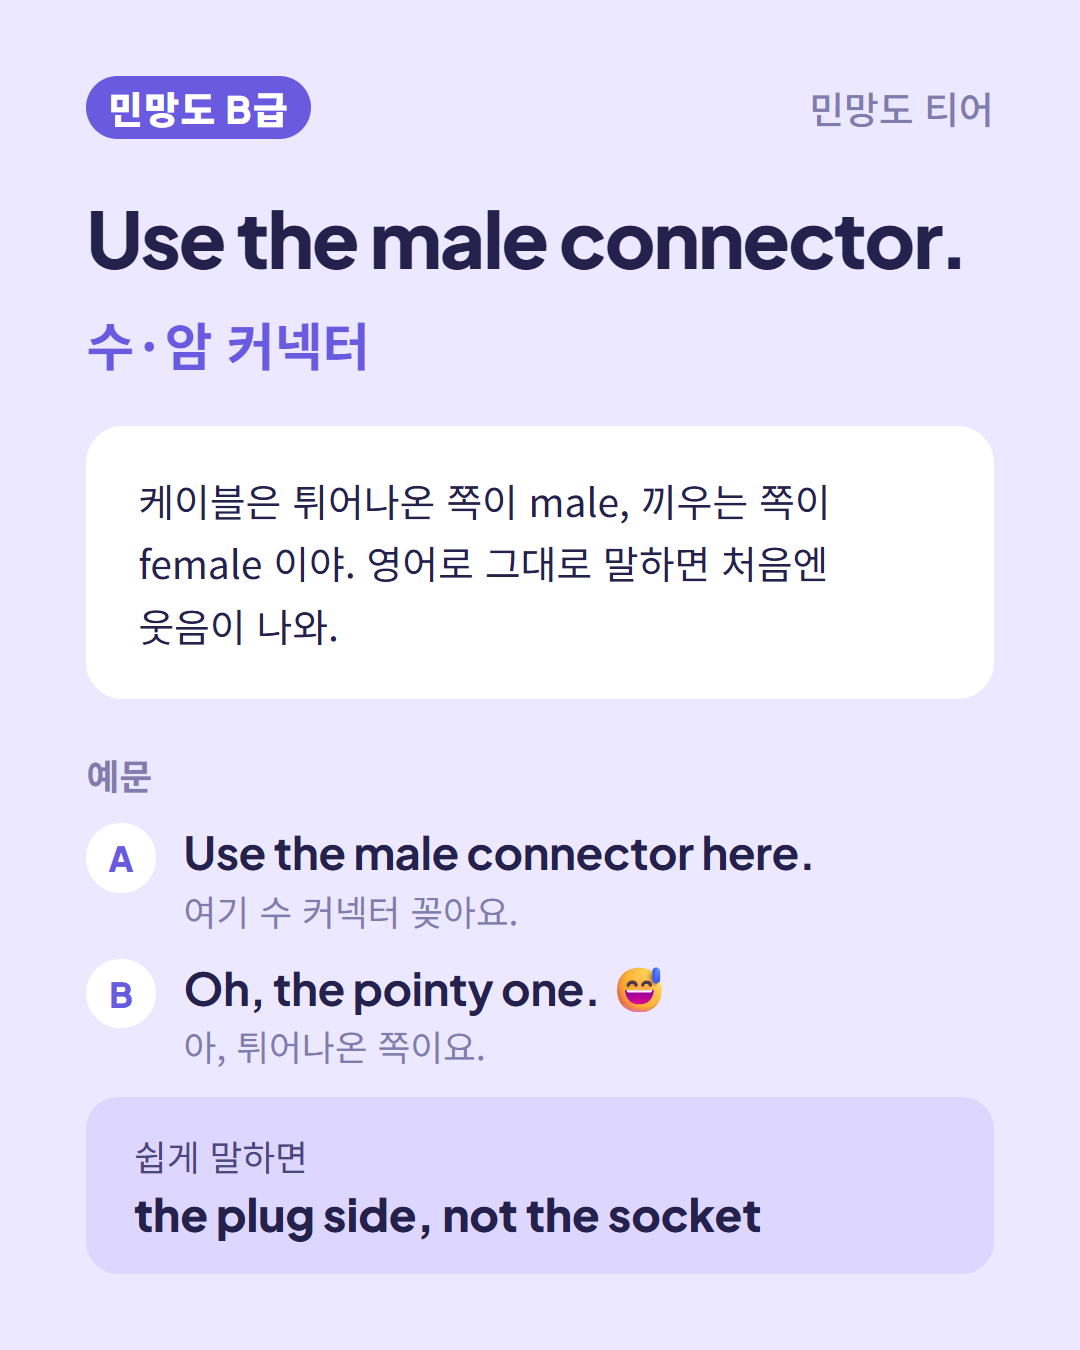 민망도 B급
민망도 티어
Use the male connector.
수·암 커넥터
케이블은 튀어나온 쪽이 male, 끼우는 쪽이
female 이야. 영어로 그대로 말하면 처음엔
웃음이 나와.
예문
A
Use the male connector here.
여기 수 커넥터 꽂아요.
B
Oh, the pointy one. 😅
아, 튀어나온 쪽이요.
쉽게 말하면
the plug side, not the socket